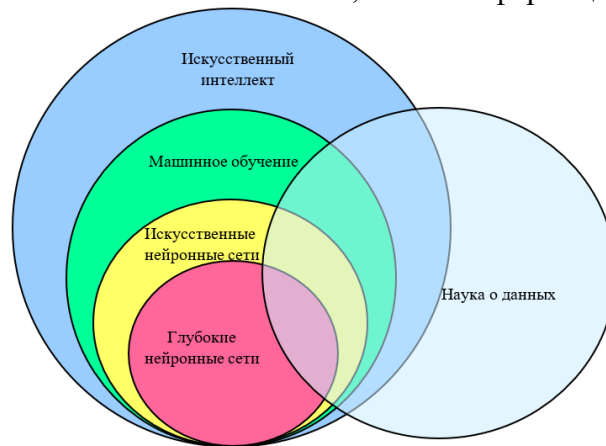 Искусственный
интеллект
Машинное обучение
Искусственные
нейронные сети
Наука о данных
Глубокие
нейронные сети